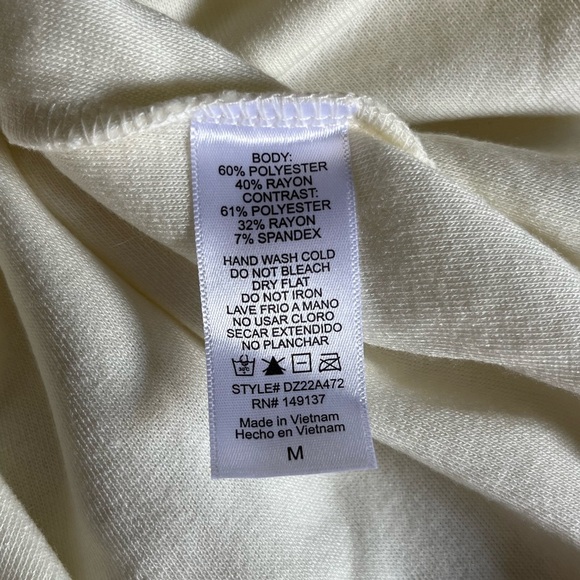 BODY:
60% POLYESTER
40% RAYON
CONTRAST:
61% POLYESTER
32% RAYON
7% SPANDEX
HAND WASH COLD
DO NOT BLEACH
DRY FLAT
DO NOT IRON
LAVE FRIO A MANO
NO USAR CLORO
SECAR EXTENDIDO
NO PLANCHAR
30°C
STYLE# DZ22A472
RN# 149137
Made in Vietnam
Hecho en Vietnam
M